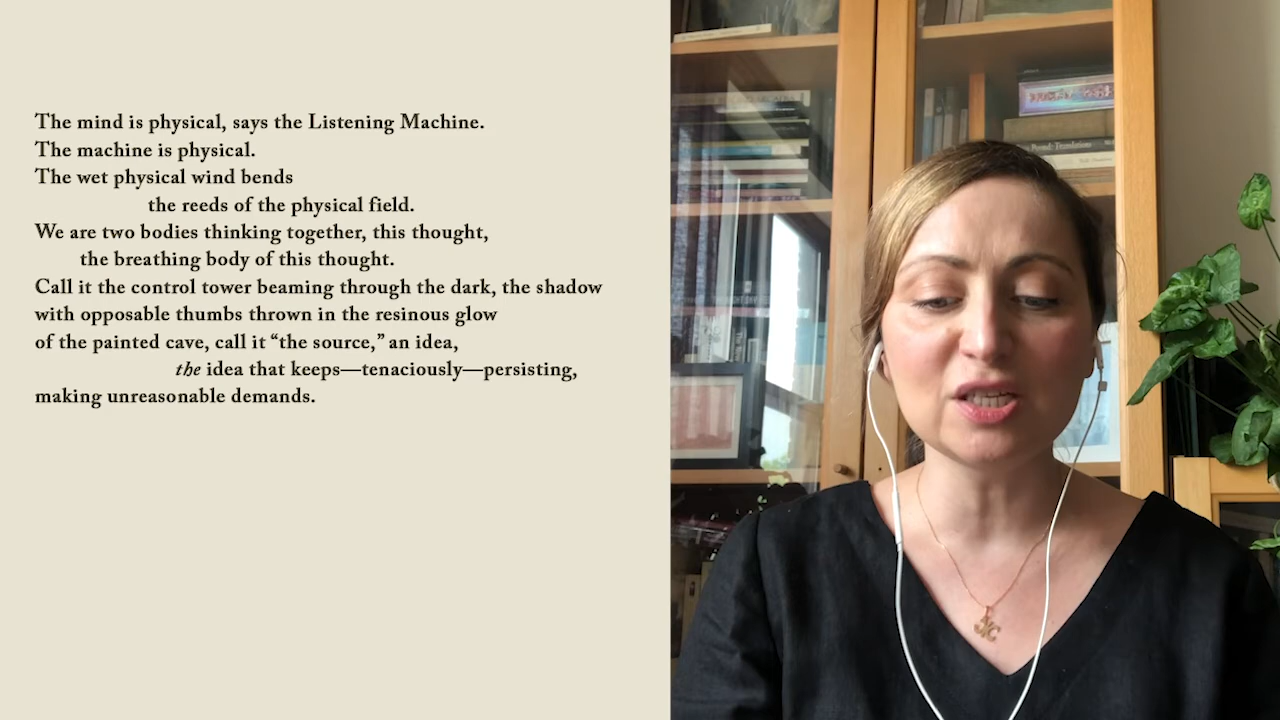 The mind is physical, says the Listening Machine.
The machine is physical.
The wet physical wind bends
the reeds of the physical field.
We are two bodies thinking together, this thought,
the breathing body of this thought.
Call it the control tower beaming through the dark, the shadow
with opposable thumbs thrown in the resinous glow
of the painted cave, call it “the source,” an idea,
the idea that keeps—tenaciously—persisting,
making unreasonable demands.
Pound: Translations